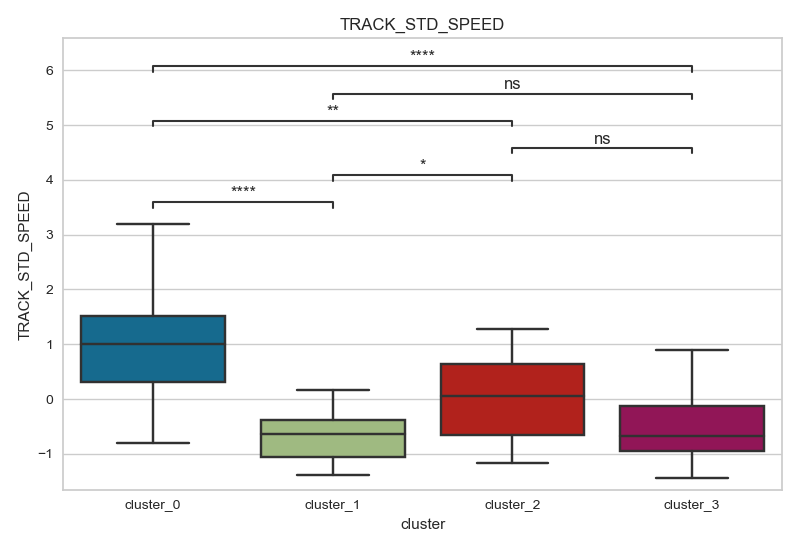 TRACK_STD_SPEED
****
ns
**
ns
*
****
TRACK_STD_SPEED
6
5
4
3
2
1
0
−1
cluster_0 cluster_1 cluster_2 cluster_3
cluster